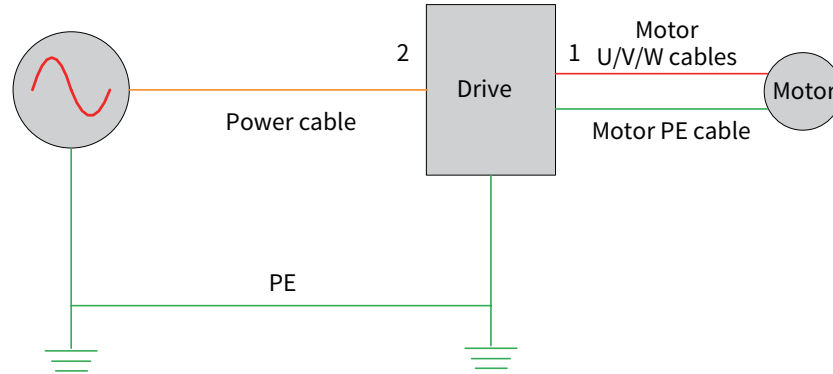 Motor
U/V/W cables
2
1
Drive
Motor
Power cable
Motor PE cable
PE